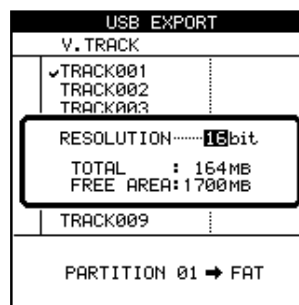 USB EXPORT
V.TRACK
✓TRACK001
TRACK002
TRACK003
RESOLUTION······16bit
TOTAL : 164MB
FREE AREA:1700MB
TRACK009
PARTITION 01 → FAT